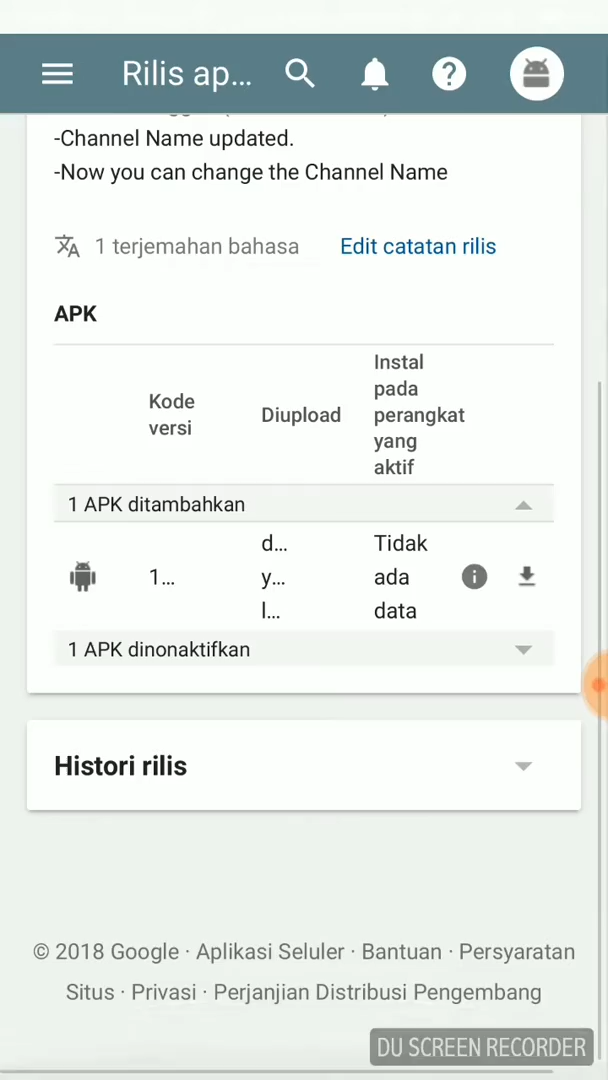 Rilis ap...
-Channel Name updated.
-Now you can change the Channel Name
1 terjemahan bahasa Edit catatan rilis
APK
Kode versi
Diupload
Instal
pada
perangkat
yang
aktif
1 APK ditambahkan
1...
d...
y...
l...
Tidak
ada
data
1 APK dinonaktifkan
Histori rilis
© 2018 Google · Aplikasi Seluler · Bantuan · Persyaratan
Situs · Privasi · Perjanjian Distribusi Pengembang
DU SCREEN RECORDER